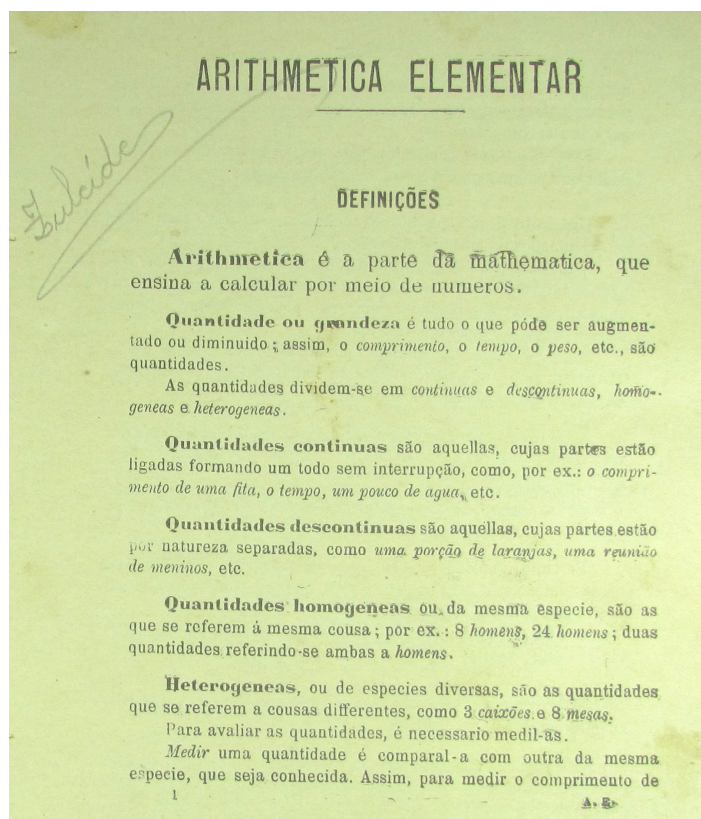 ARITHMETICA ELEMENTAR
DEFINIÇÕES
Arithmetica é a parte da mathematica, que
ensina a calcular por meio de numeros.
Quantidade ou grandeza é tudo o que póde ser augmen-
tado ou diminuido ; assim, o comprimento, o tempo, o peso, etc., são
quantidades.
As quantidades dividem-se em continuas e descontinuas, homo-
geneas e heterogeneas.
Quantidades continuas são aquellas, cujas partes estão
ligadas formando um todo sem interrupção, como, por ex.: o compri-
mento de uma fita, o tempo, um pouco de agua, etc.
Quantidades descontinuas são aquellas, cujas partes estão
por natureza separadas, como uma porção de laranjas, uma reunião
de meninos, etc.
Quantidades homogeneas ou da mesma especie, são as
que se referem á mesma cousa ; por ex. : 8 homens, 24 homens ; duas
quantidades referindo-se ambas a homens.
Heterogeneas, ou de especies diversas, são as quantidades
que se referem a cousas differentes, como 3 caixões e 8 mesas.
Para avaliar as quantidades, é necessario medil-as.
Medir uma quantidade é comparal-a com outra da mesma
especie, que seja conhecida. Assim, para medir o comprimento de
1
A. E.